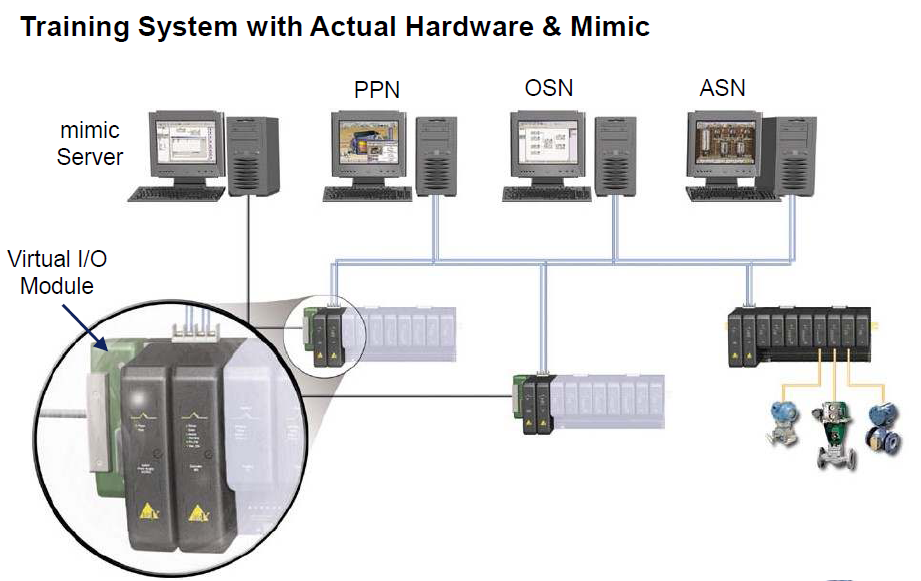 Training System with Actual Hardware & Mimic
PPN
OSN
ASN
mimic
Server
Virtual I/O
Module